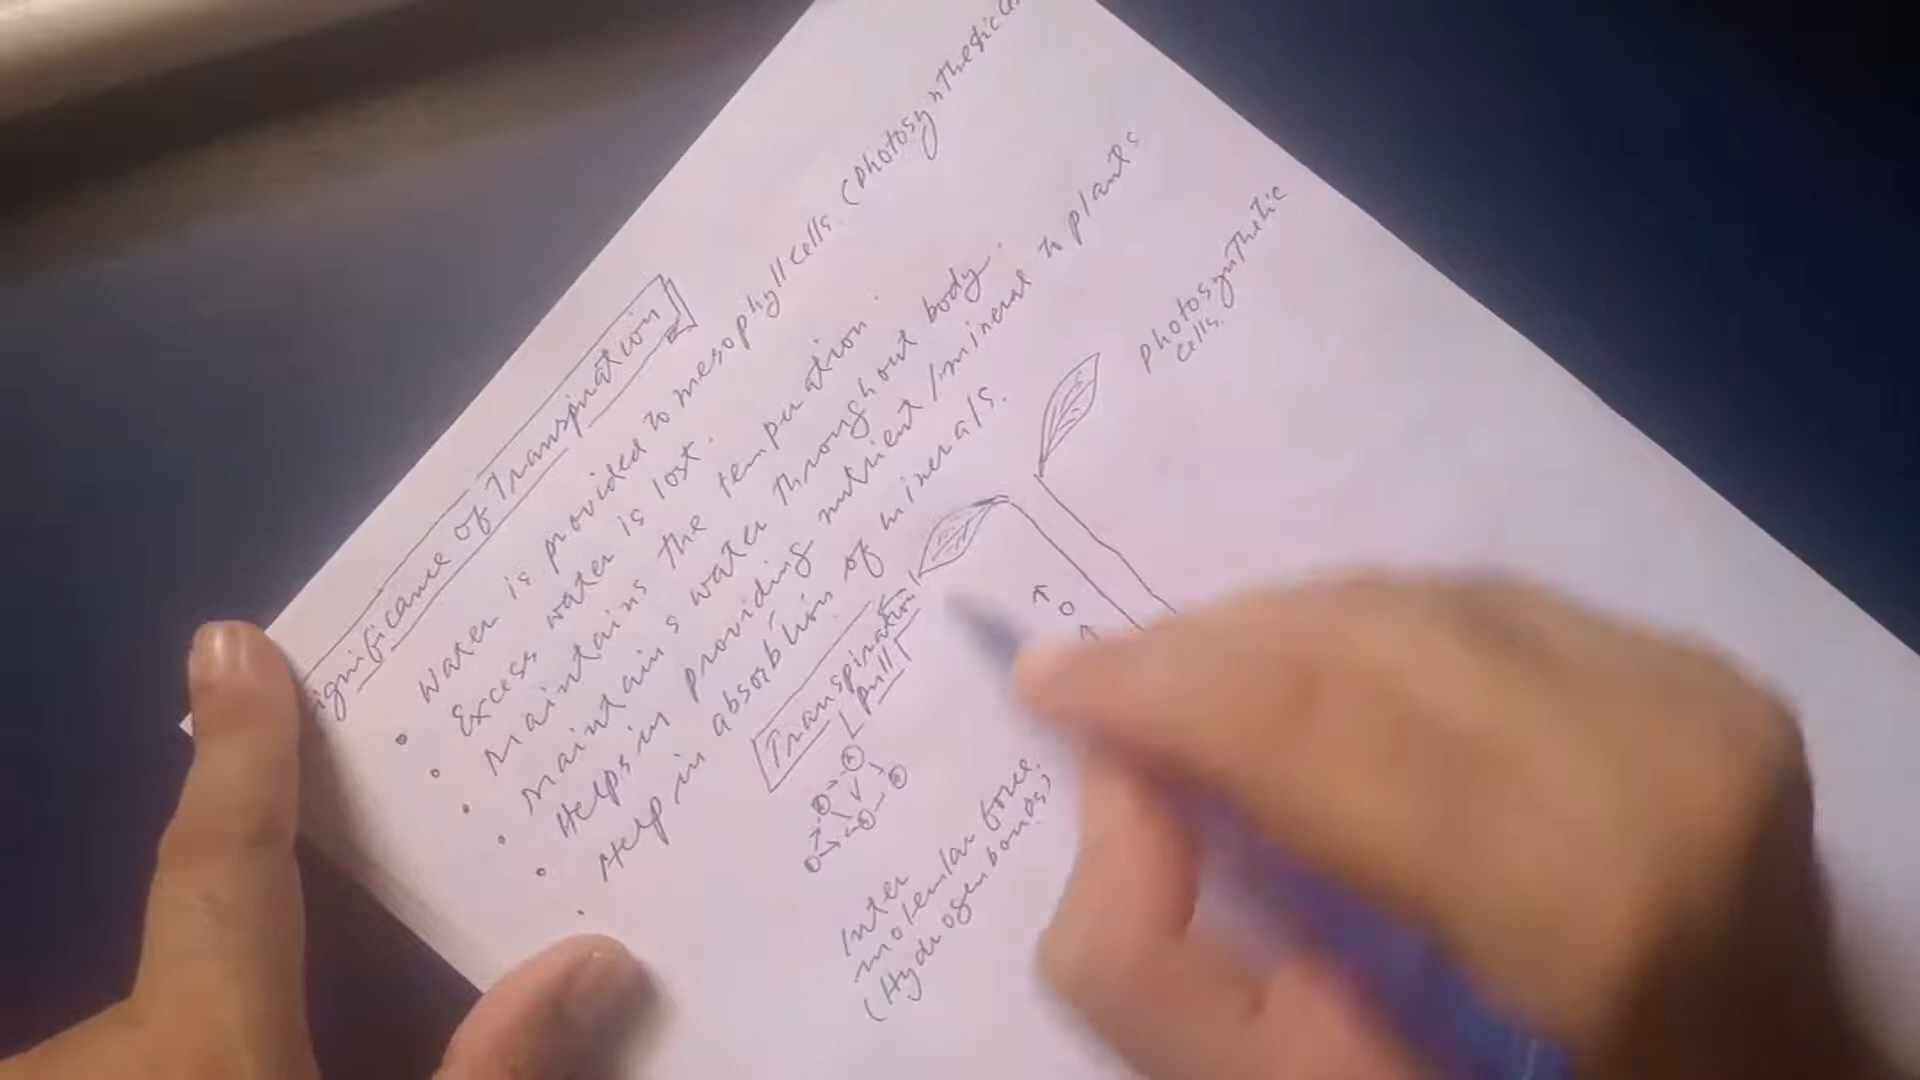 ignificance of Transpiration
Water is provided to mesophyll cells. (Photosynthetic
Excess water is lost.
Maintains the temperation.
Maintains water throughout body.
Helps in providing nutrient/mineral to plants
Help in absorbtion of minerals.
Transpiration
Pull
Photosynthetic
cells.
Inter
molecular force.
(Hydrogen bonds)